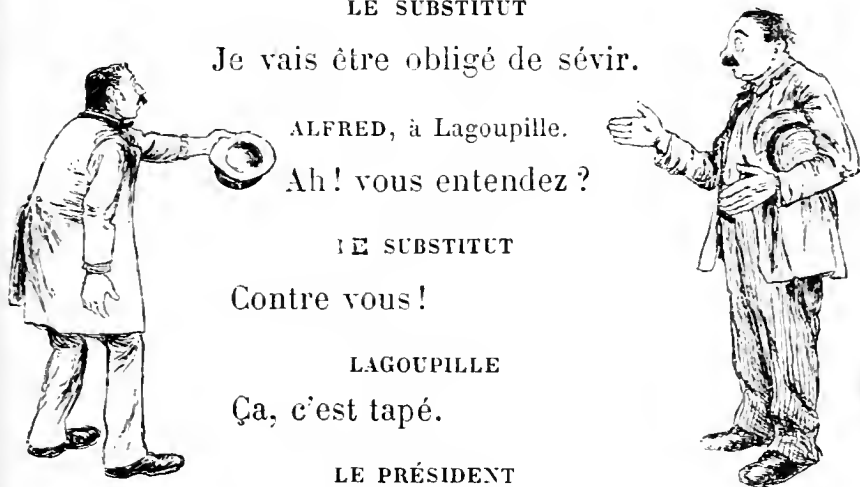 LE SUBSTITUT
Je vais être obligé de sévir.
ALFRED, à Lagoupille.
Ah ! vous entendez ?
LE SUBSTITUT
Contre vous !
LAGOUPILLE
Ça, c'est tapé.
LE PRÉSIDENT